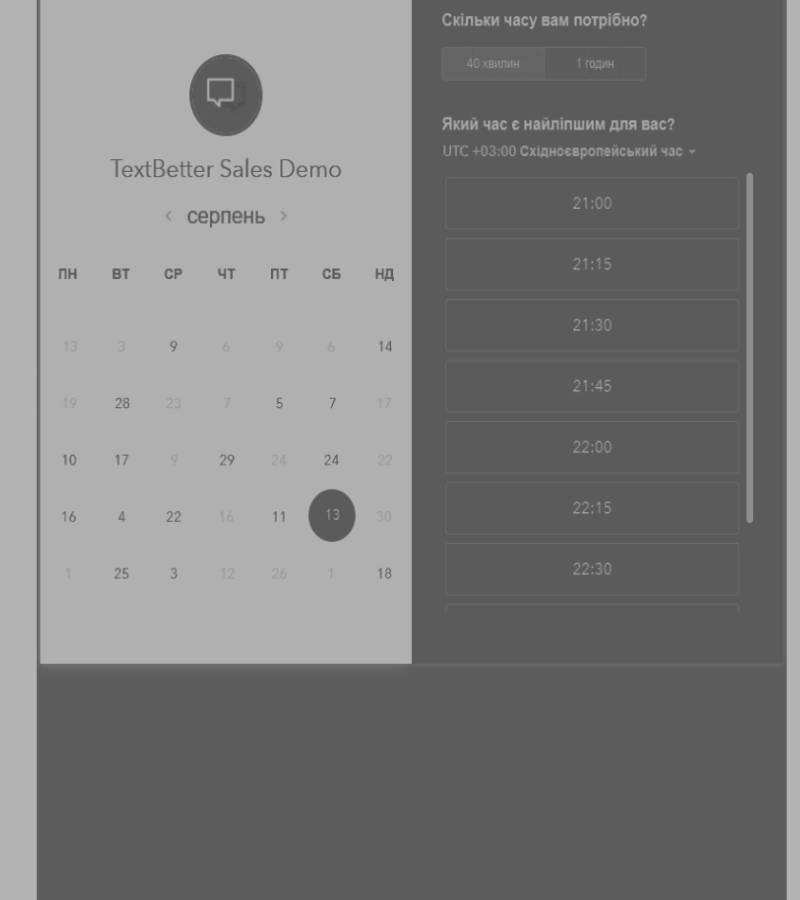 TextBetter Sales Demo
‹ серпень ›
ПН ВТ СР ЧТ ПТ СБ НД
13 3 9 6 9 6 14
19 28 23 7 5 7 17
10 17 9 29 24 24 22
16 4 22 16 11 13 30
1 25 3 12 26 1 18
Скільки часу вам потрібно?
40 хвилин 1 годин
Який час є найліпшим для вас?
UTC +03:00 Східноєвропейський час
21:00
21:15
21:30
21:45
22:00
22:15
22:30